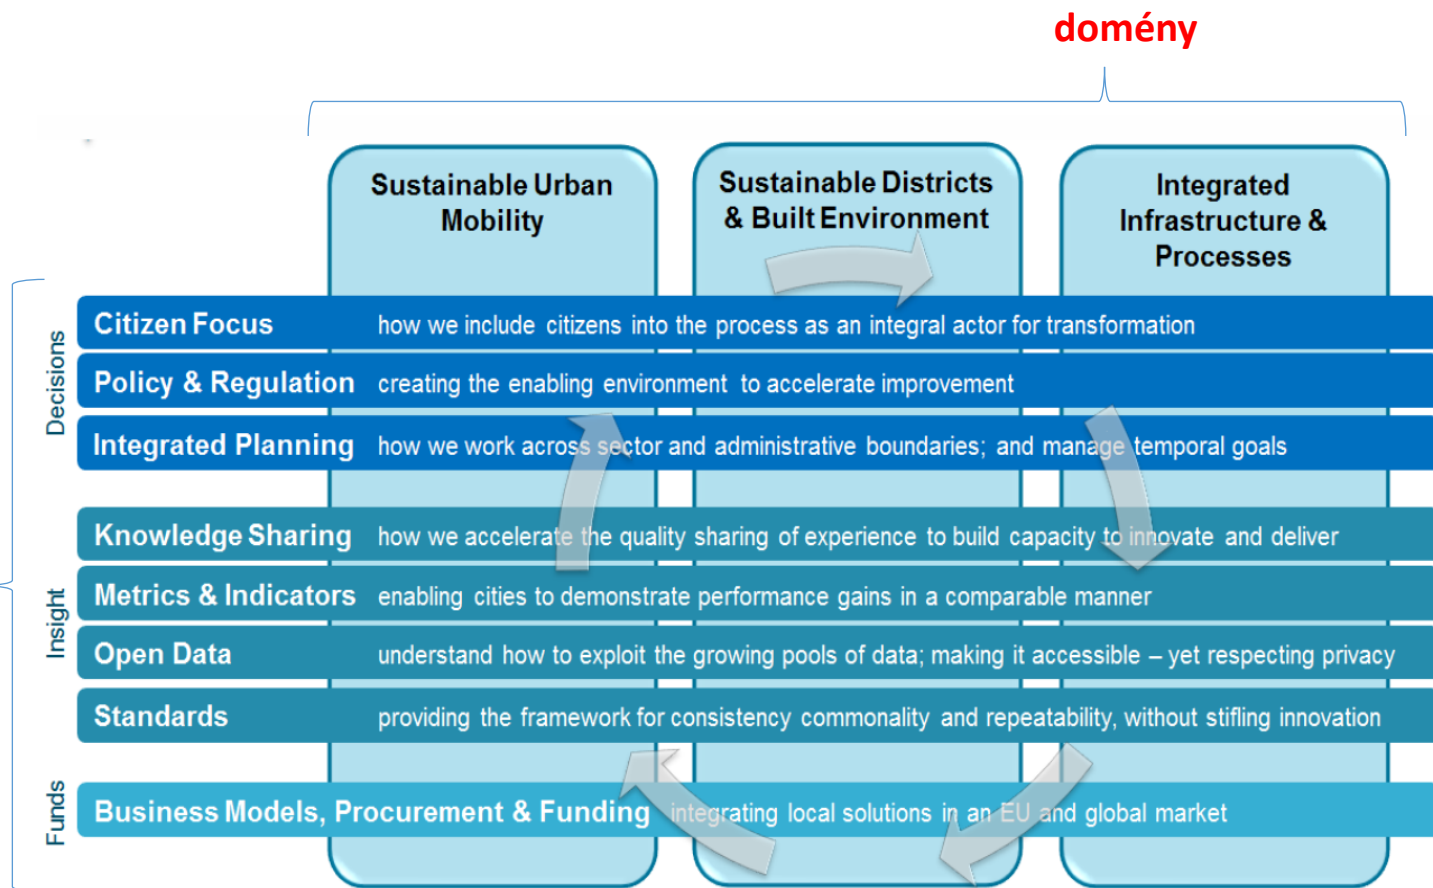 domény
Sustainable Urban
Mobility
Sustainable Districts
& Built Environment
Integrated
Infrastructure &
Processes
Decisions
Citizen Focus how we include citizens into the process as an integral actor for transformation
Policy & Regulation creating the enabling environment to accelerate improvement
Integrated Planning how we work across sector and administrative boundaries; and manage temporal goals
Insight
Knowledge Sharing how we accelerate the quality sharing of experience to build capacity to innovate and deliver
Metrics & Indicators enabling cities to demonstrate performance gains in a comparable manner
Open Data understand how to exploit the growing pools of data; making it accessible – yet respecting privacy
Standards providing the framework for consistency commonality and repeatability, without stifling innovation
Funds
Business Models, Procurement & Funding integrating local solutions in an EU and global market